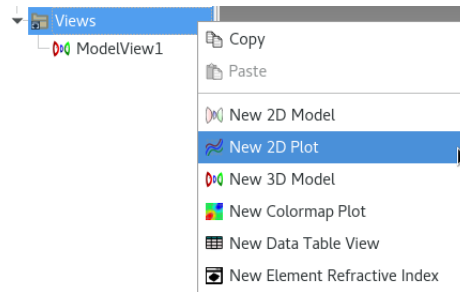 Views
ModelView1
Copy
Paste
New 2D Model
New 2D Plot
New 3D Model
New Colormap Plot
New Data Table View
New Element Refractive Index